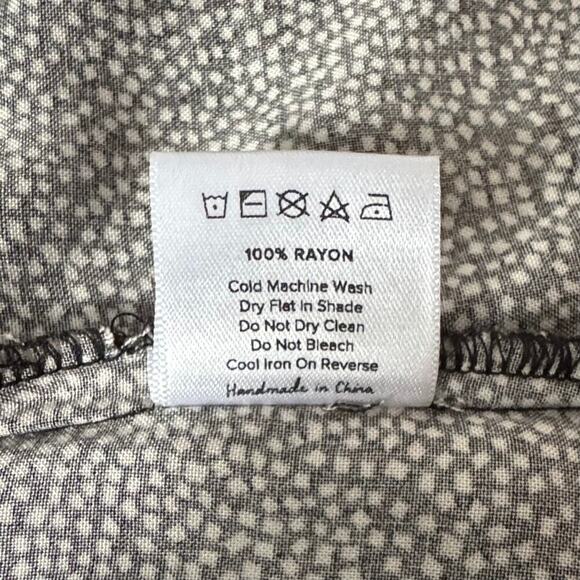 100% RAYON
Cold Machine Wash
Dry Flat in Shade
Do Not Dry Clean
Do Not Bleach
Cool Iron On Reverse
Handmade in China